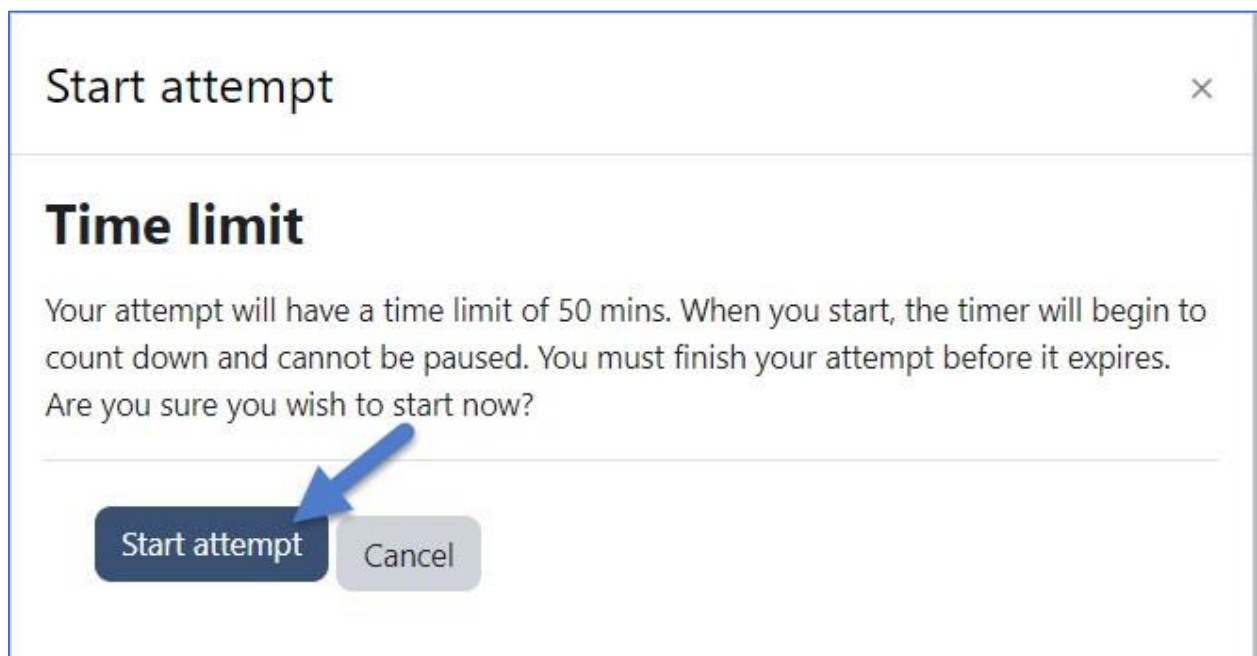 Start attempt
Time limit
Your attempt will have a time limit of 50 mins. When you start, the timer will begin to
count down and cannot be paused. You must finish your attempt before it expires.
Are you sure you wish to start now?
Start attempt
Cancel